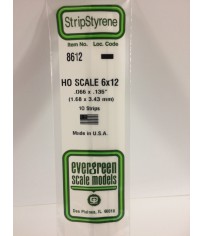 StripStyrene
Item No. Loc. Code
8612
HO SCALE 6x12
.066 x .135"
(1.68 x 3.43 mm)
10 Strips
Made in U.S.A.
evergreen
scale models
Des Plaines, IL 60018